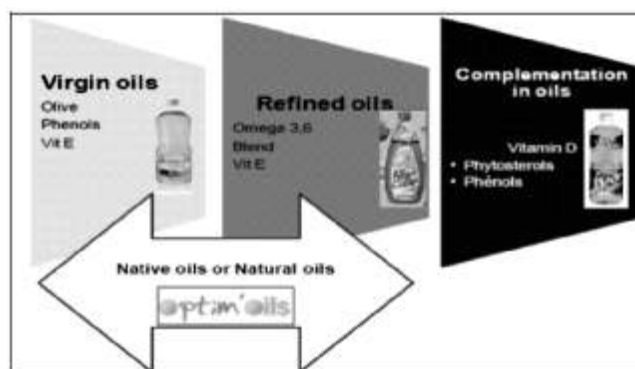 Virgin oils
Olive
Phenols
Vit E
Refined oils
Omega 3,6
Blend
Vit E
Complementation
in oils
Vitamin D
• Phytosterols
• Phénols
Native oils or Natural oils
optim'oils